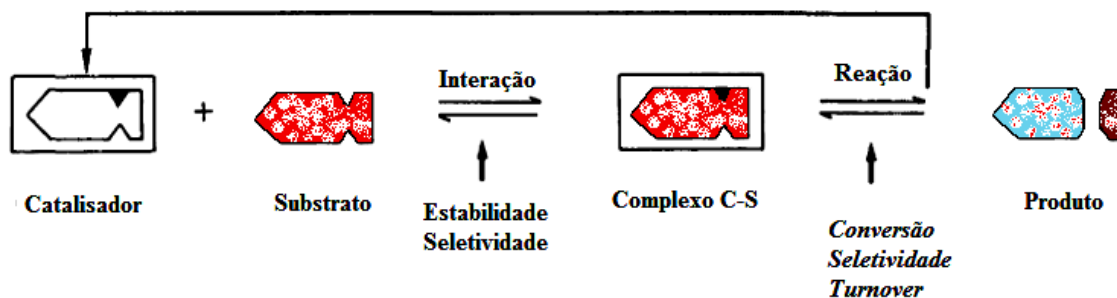 Interação
Reação
+
Catalisador
Substrato
Estabilidade
Seletividade
Complexo C-S
Conversão
Seletividade
Turnover
Produto